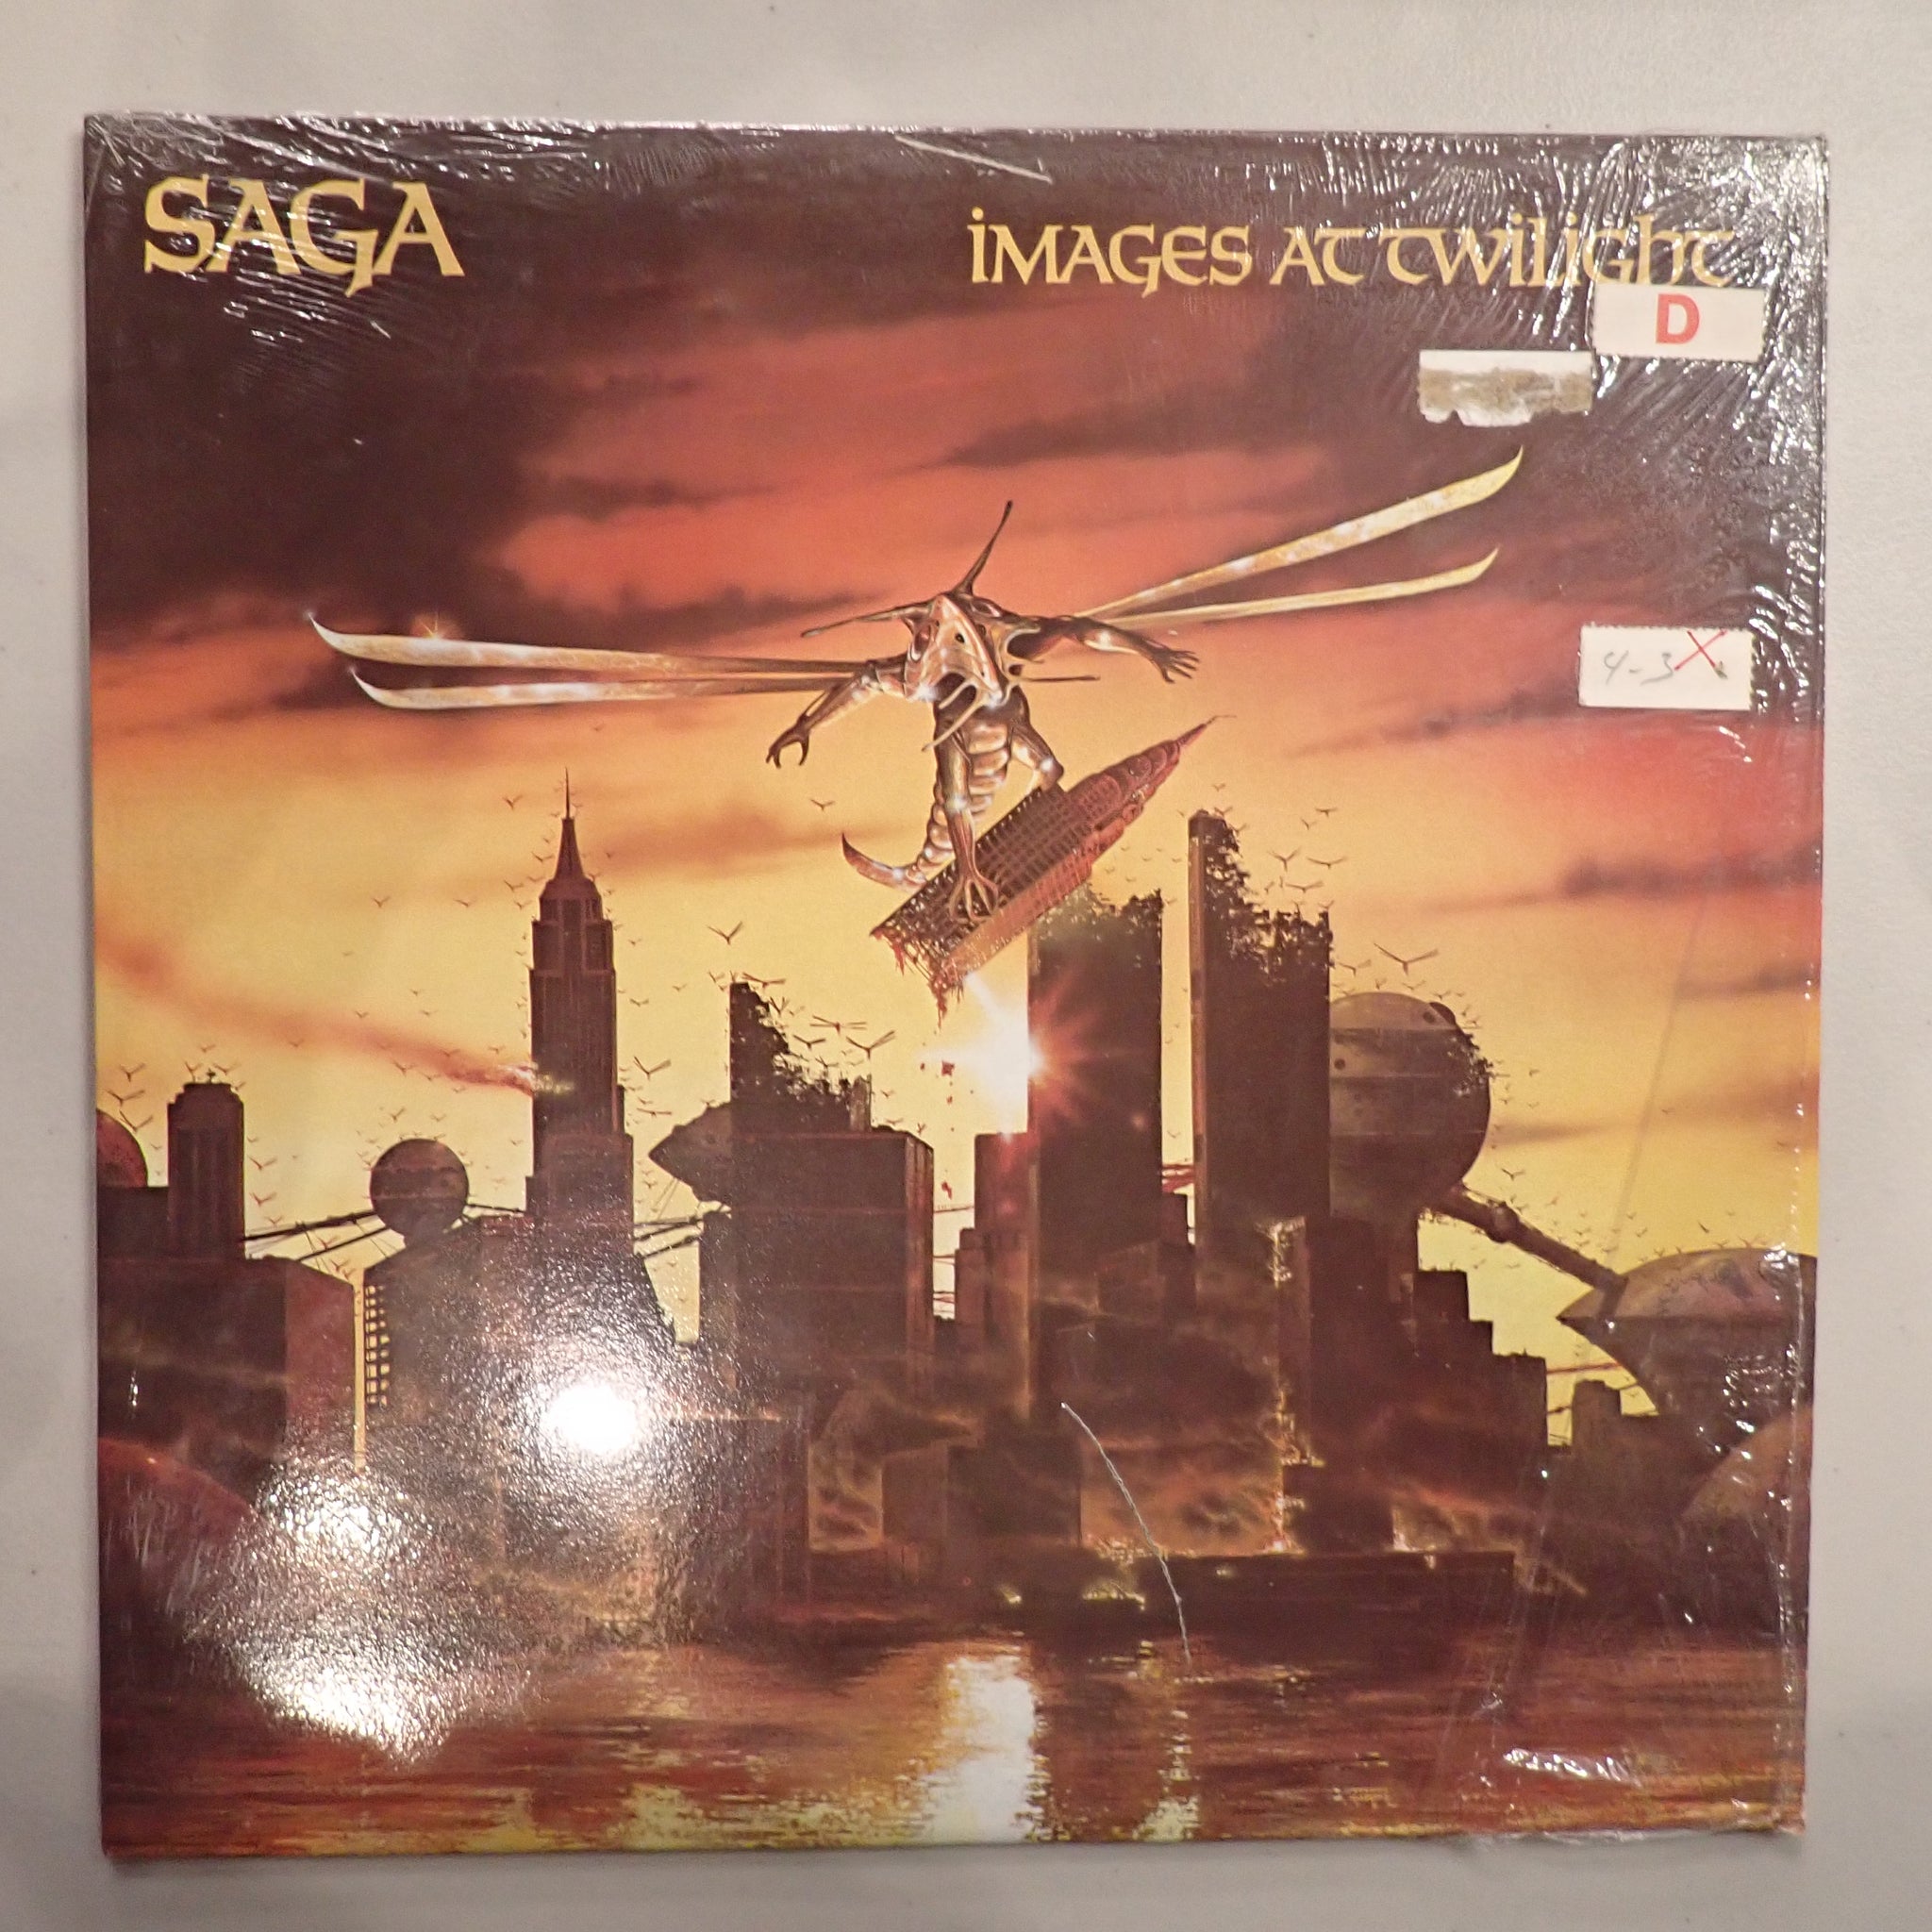 SAGA
iMAGES AT TWiLiGhT
D
4-3